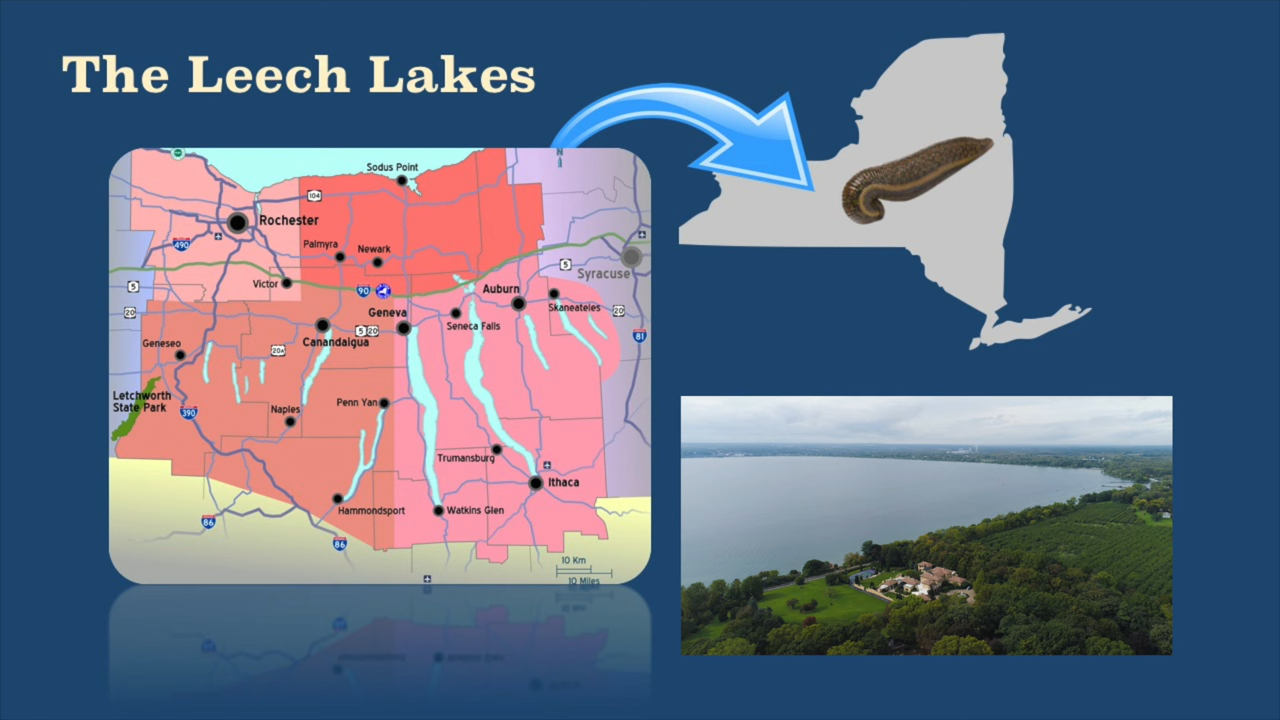 The Leech Lakes
N
Sodus Point
104
Rochester
490
Palmyra
Newark
Syracuse
5
Victor
90
Auburn
5
20
Geneva
Skaneateles
20
Seneca Falls
5 20
81
Geneseo
20A
Canandaigua
Letchworth
State Park
390
Naples
Penn Yan
Trumansburg
Ithaca
Hammondsport
Watkins Glen
86
86
10 Km
10 Miles